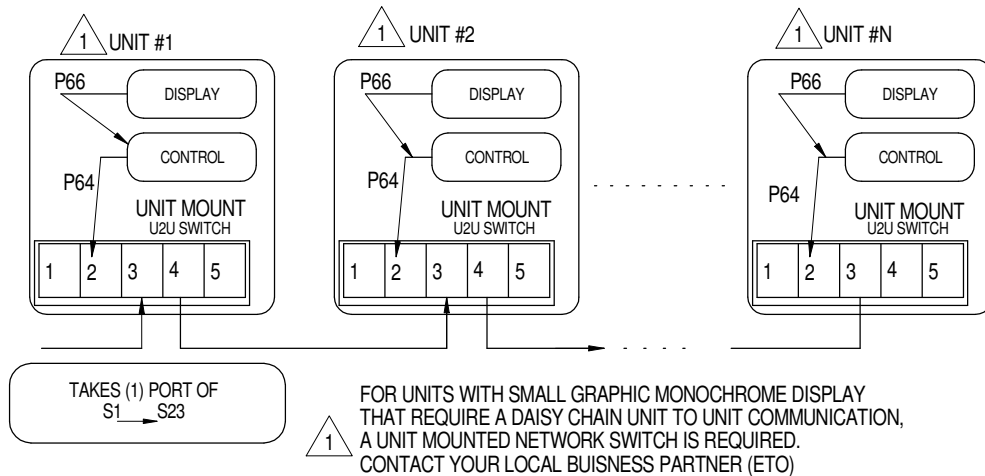 1 UNIT #1
1 UNIT #2
1 UNIT #N
P66 DISPLAY
CONTROL
P64
UNIT MOUNT
U2U SWITCH
1 2 3 4 5
P66 DISPLAY
CONTROL
P64
UNIT MOUNT
U2U SWITCH
1 2 3 4 5
P66 DISPLAY
CONTROL
P64
UNIT MOUNT
U2U SWITCH
1 2 3 4 5
TAKES (1) PORT OF
S1 S23
1
FOR UNITS WITH SMALL GRAPHIC MONOCHROME DISPLAY
THAT REQUIRE A DAISY CHAIN UNIT TO UNIT COMMUNICATION,
A UNIT MOUNTED NETWORK SWITCH IS REQUIRED.
CONTACT YOUR LOCAL BUISNESS PARTNER (ETO)